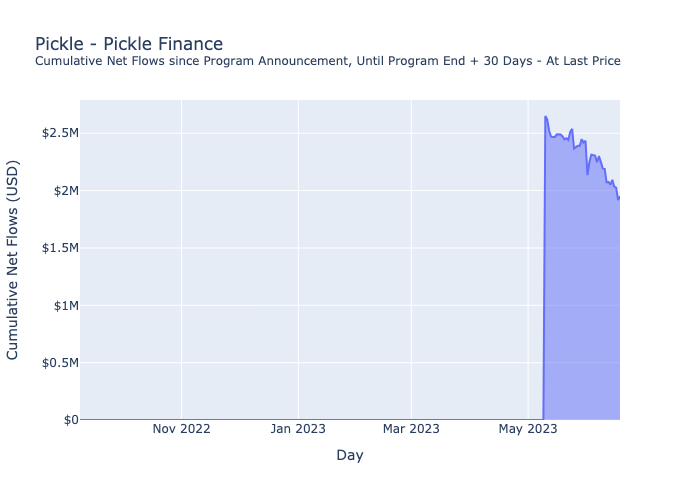 Pickle - Pickle Finance
Cumulative Net Flows since Program Announcement, Until Program End + 30 Days - At Last Price
$2.5M
$2M
$1.5M
$1M
$0.5M
$0
Cumulative Net Flows (USD)
Nov 2022 Jan 2023 Mar 2023 May 2023
Day